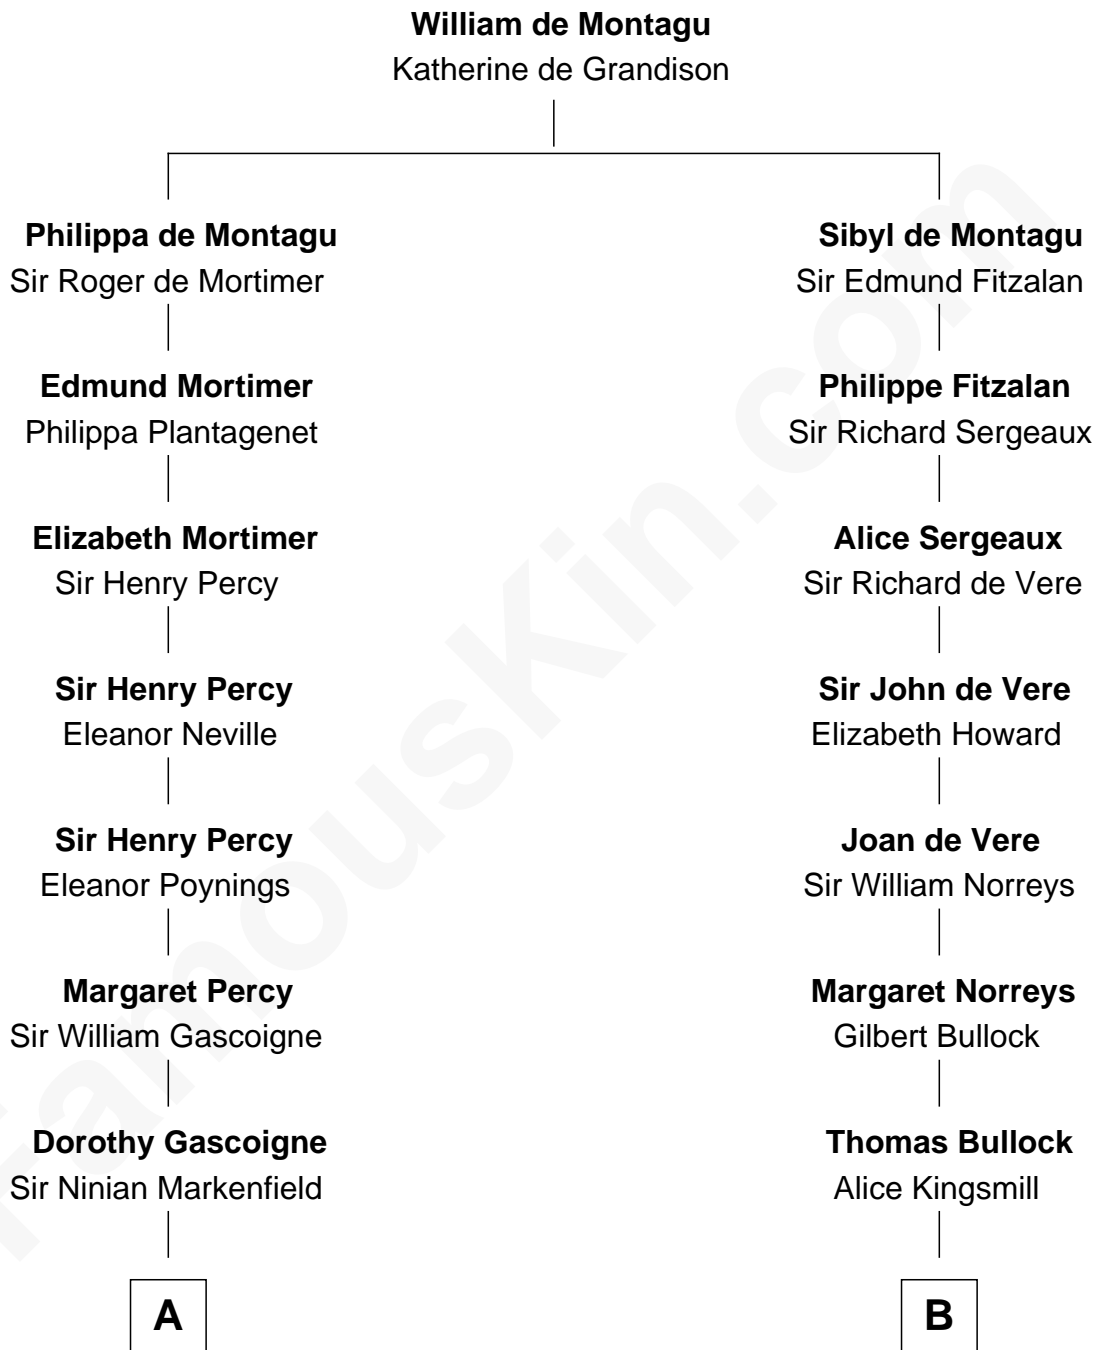 William de Montagu
Katherine de Grandison
Philippa de Montagu
Sir Roger de Mortimer
Edmund Mortimer
Philippa Plantagenet
Elizabeth Mortimer
Sir Henry Percy
Sir Henry Percy
Eleanor Neville
Sir Henry Percy
Eleanor Poynings
Margaret Percy
Sir William Gascoigne
Dorothy Gascoigne
Sir Ninian Markenfield
A
Sibyl de Montagu
Sir Edmund Fitzalan
Philippe Fitzalan
Sir Richard Sergeaux
Alice Sergeaux
Sir Richard de Vere
Sir John de Vere
Elizabeth Howard
Joan de Vere
Sir William Norreys
Margaret Norreys
Gilbert Bullock
Thomas Bullock
Alice Kingsmill
B
FamousKin.com